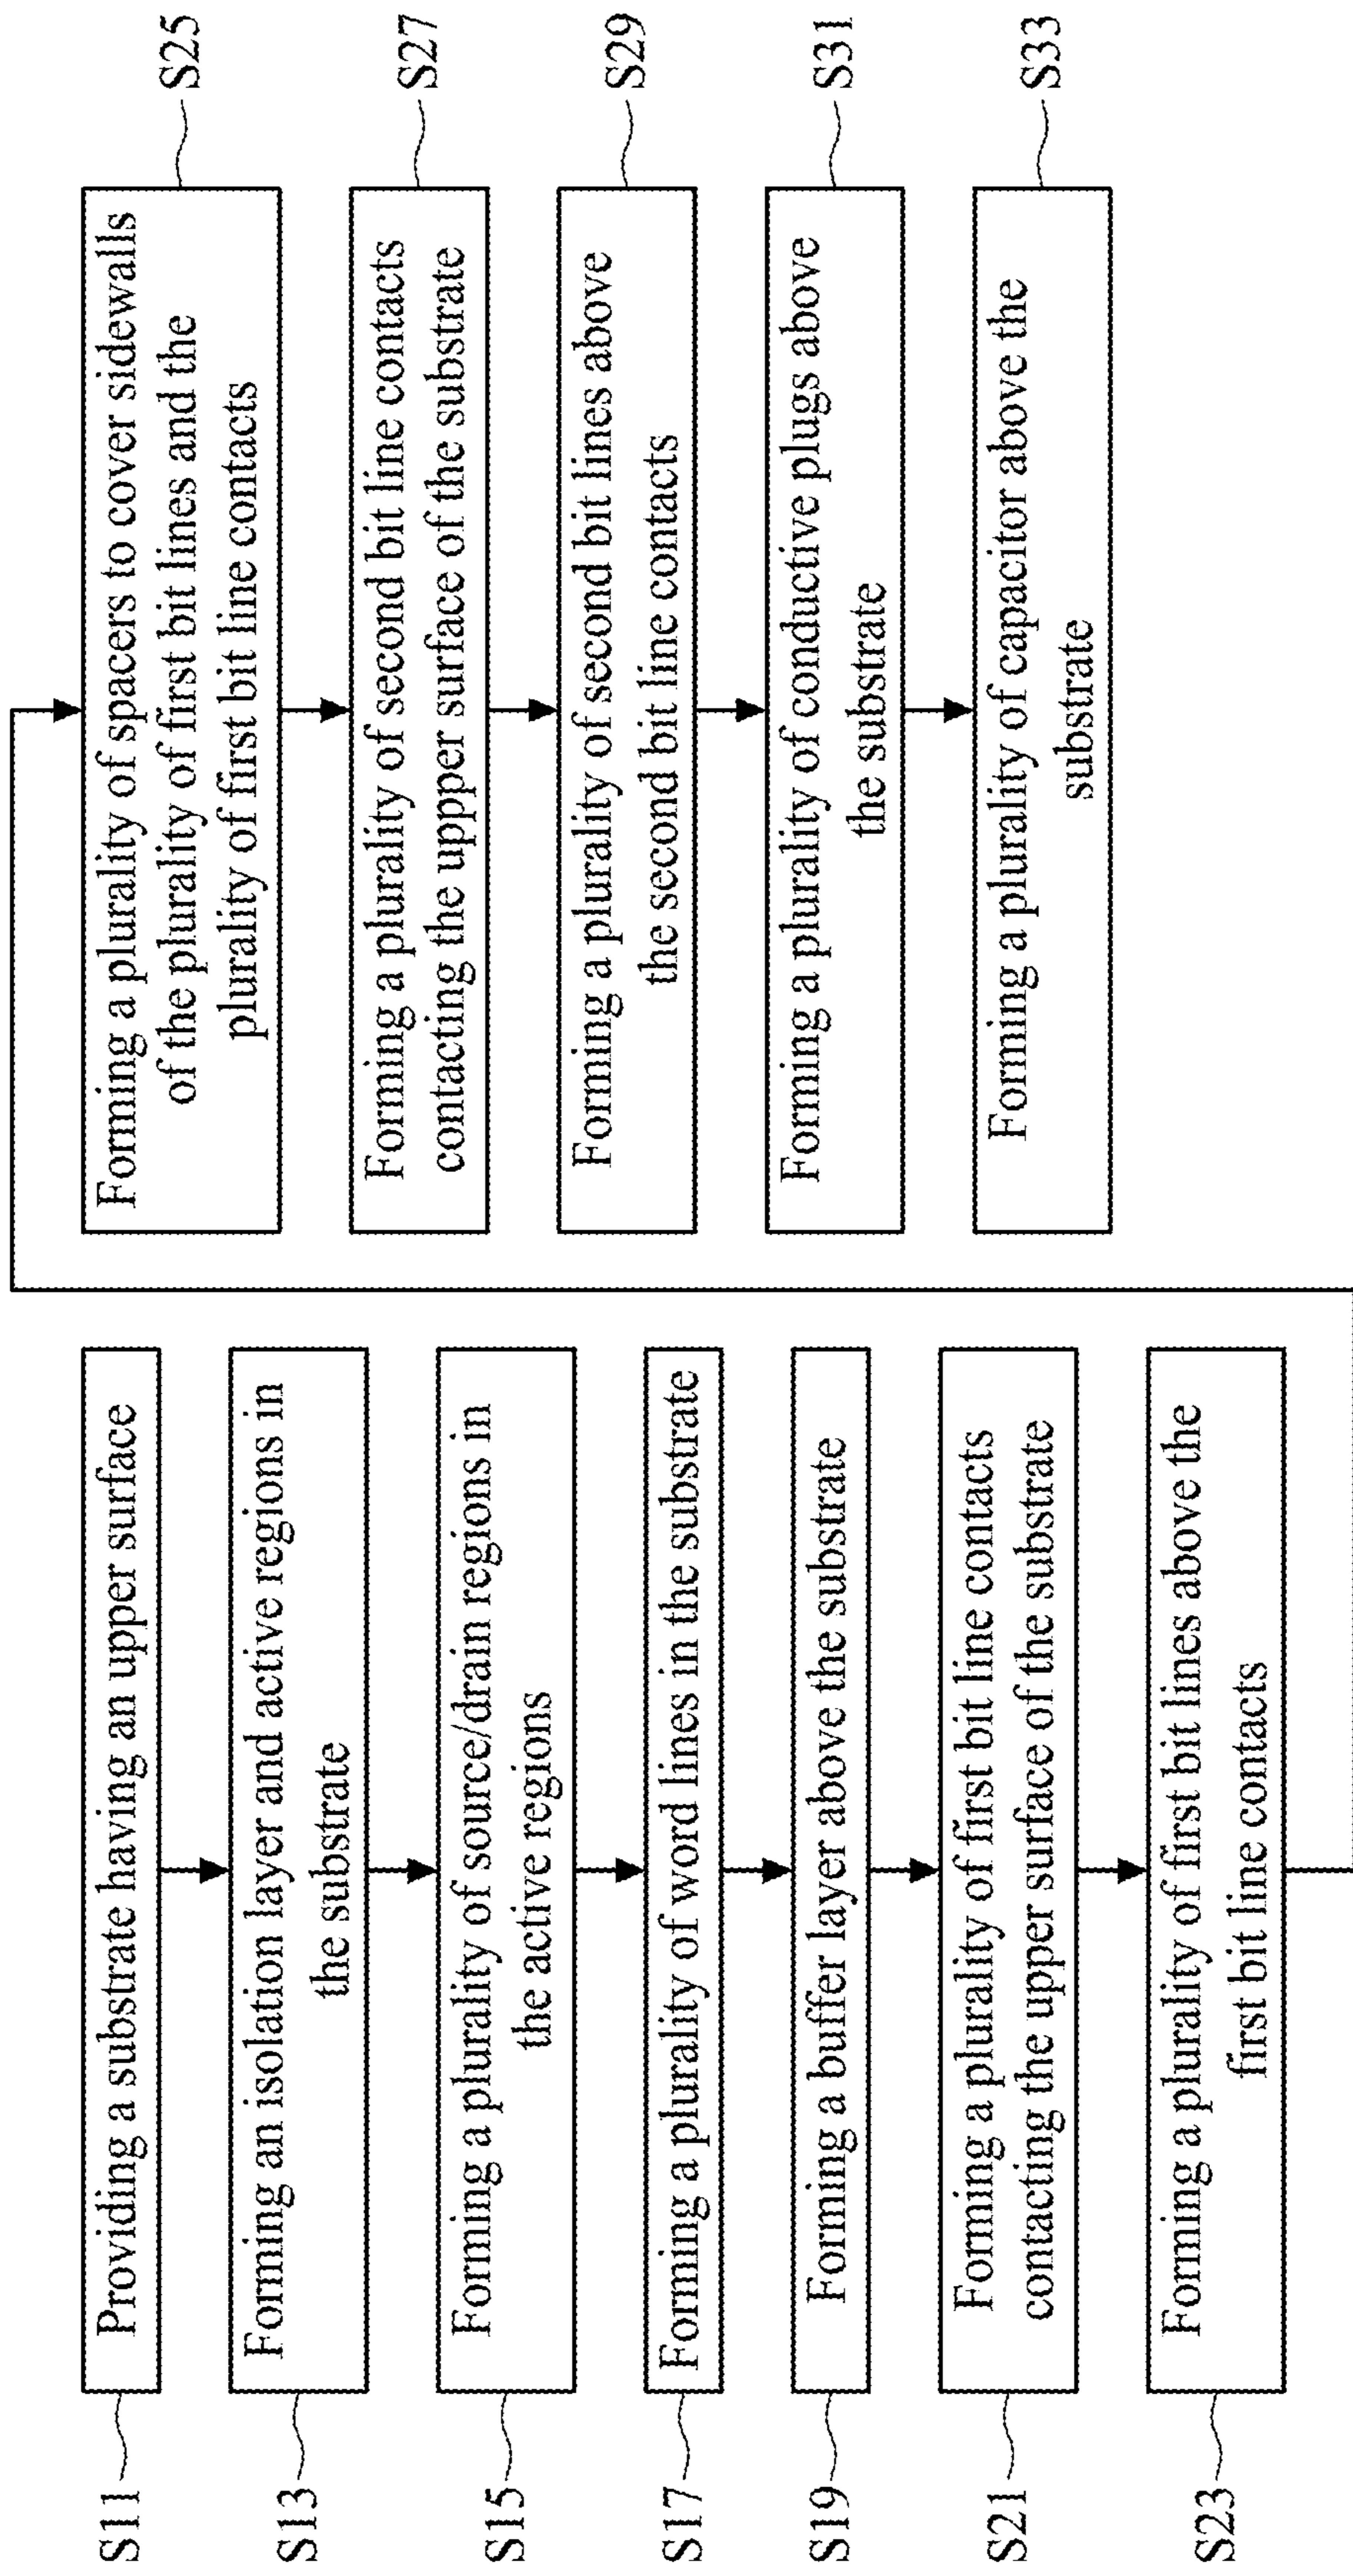 S11
Providing a substrate having an upper surface
S13
Forming an isolation layer and active regions in
the substrate
S15
Forming a plurality of source/drain regions in
the active regions
S17
Forming a plurality of word lines in the substrate
S19
Forming a buffer layer above the substrate
S21
Forming a plurality of first bit line contacts
contacting the upper surface of the substrate
S23
Forming a plurality of first bit lines above the
first bit line contacts
Forming a plurality of spacers to cover sidewalls
of the plurality of first bit lines and the
plurality of first bit line contacts
S25
Forming a plurality of second bit line contacts
contacting the upper surface of the substrate
S27
Forming a plurality of second bit lines above
the second bit line contacts
S29
Forming a plurality of conductive plugs above
the substrate
S31
Forming a plurality of capacitor above the
substrate
S33